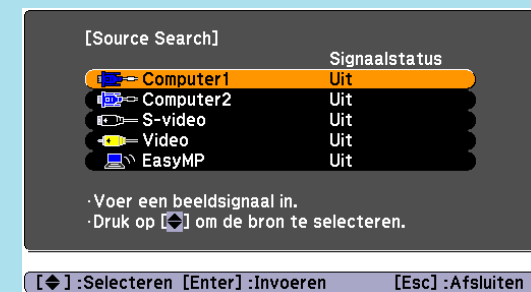 [Source Search]
Signaalstatus
Computer1 Uit
Computer2 Uit
S-video Uit
Video Uit
EasyMP Uit
·Voer een beeldsignaal in.
·Druk op [◆] om de bron te selecteren.
[◆] :Selecteren [Enter] :Invoeren [Esc] :Afsluiten